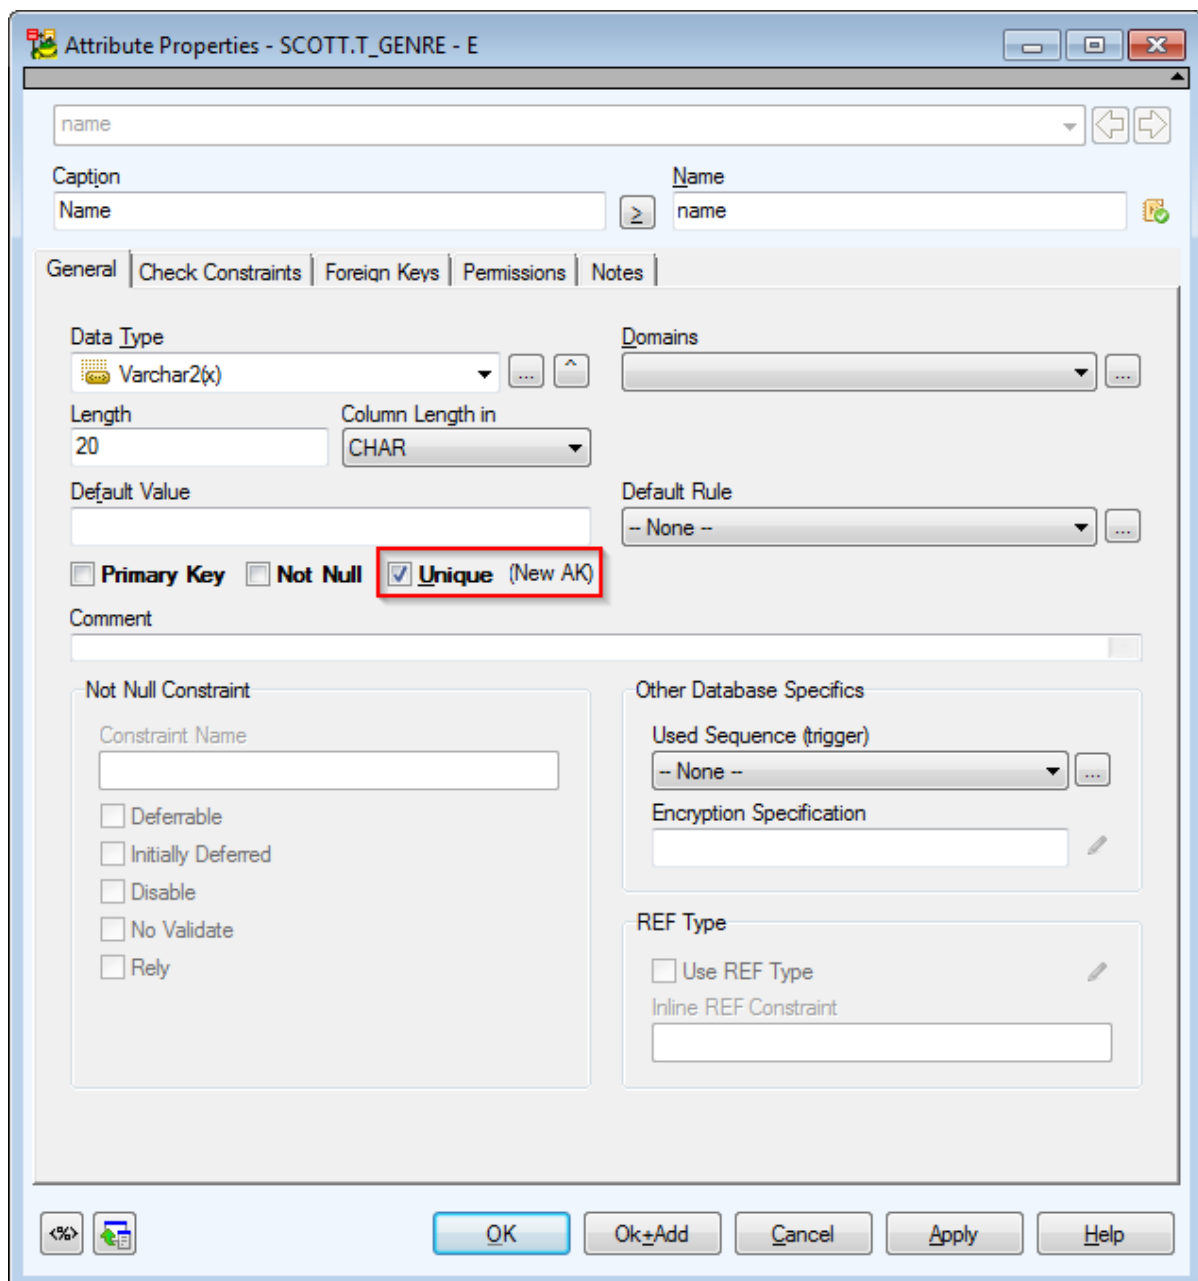 Attribute Properties - SCOTT.T_GENRE - E
name
Caption Name
Name ≥ name
General Check Constraints Foreign Keys Permissions Notes
Data Type Domains
Varchar2(x) ... ^ ...
Length Column Length in
20 CHAR
Default Value Default Rule
-- None -- ...
Primary Key Not Null Unique (New AK)
Comment
Not Null Constraint Other Database Specifics
Constraint Name Used Sequence (trigger)
-- None -- ...
Deferrable Encryption Specification
Initially Deferred
Disable
No Validate REF Type
Rely Use REF Type
Inline REF Constraint
<%> OK Ok+Add Cancel Apply Help